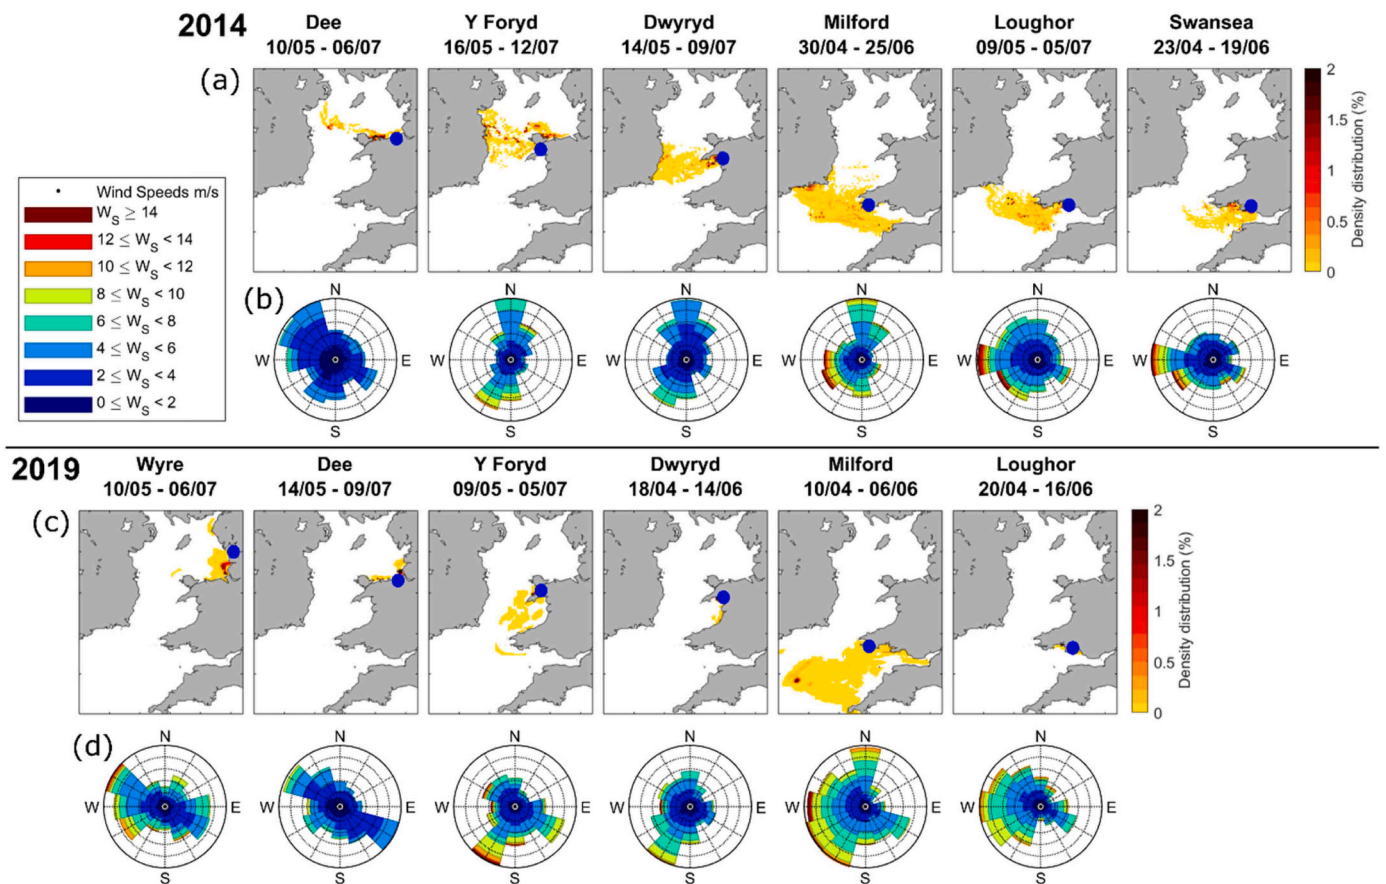 2014
Dee
10/05 - 06/07
Y Foryd
16/05 - 12/07
Dwyryd
14/05 - 09/07
Milford
30/04 - 25/06
Loughor
09/05 - 05/07
Swansea
23/04 - 19/06
(a)
2
1.5
1
0.5
0
Density distribution (%)
Wind Speeds m/s
W_S ≥ 14
12 ≤ W_S < 14
10 ≤ W_S < 12
8 ≤ W_S < 10
6 ≤ W_S < 8
4 ≤ W_S < 6
2 ≤ W_S < 4
0 ≤ W_S < 2
(b)
N
W E
S
N
W E
S
N
W E
S
N
W E
S
N
W E
S
N
W E
S
2019
Wyre
10/05 - 06/07
Dee
14/05 - 09/07
Y Foryd
09/05 - 05/07
Dwyryd
18/04 - 14/06
Milford
10/04 - 06/06
Loughor
20/04 - 16/06
(c)
2
1.5
1
0.5
0
Density distribution (%)
(d)
N
W E
S
N
W E
S
N
W E
S
N
W E
S
N
W E
S
N
W E
S